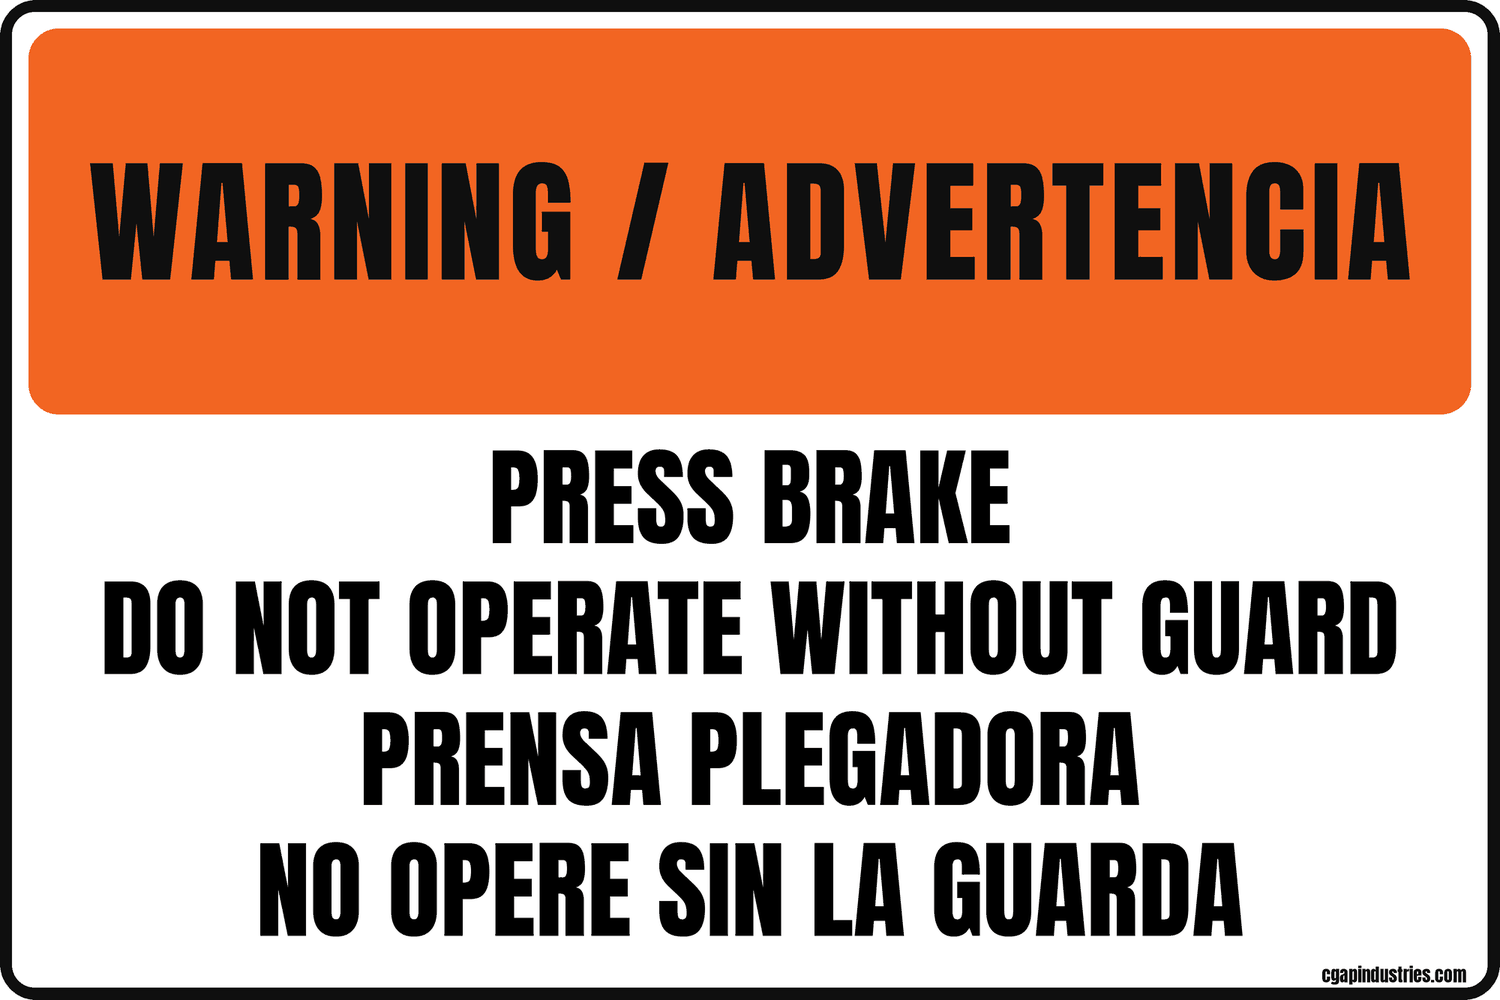 WARNING / ADVERTENCIA
PRESS BRAKE
DO NOT OPERATE WITHOUT GUARD
PRENSA PLEGADORA
NO OPERE SIN LA GUARDA
cgapindustries.com